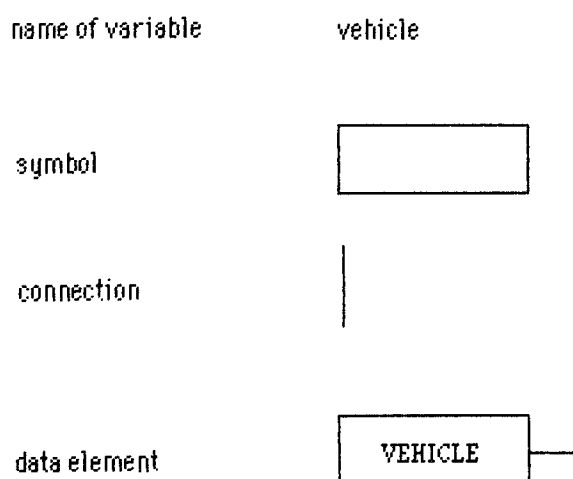 name of variable vehicle
symbol
connection
data element VEHICLE